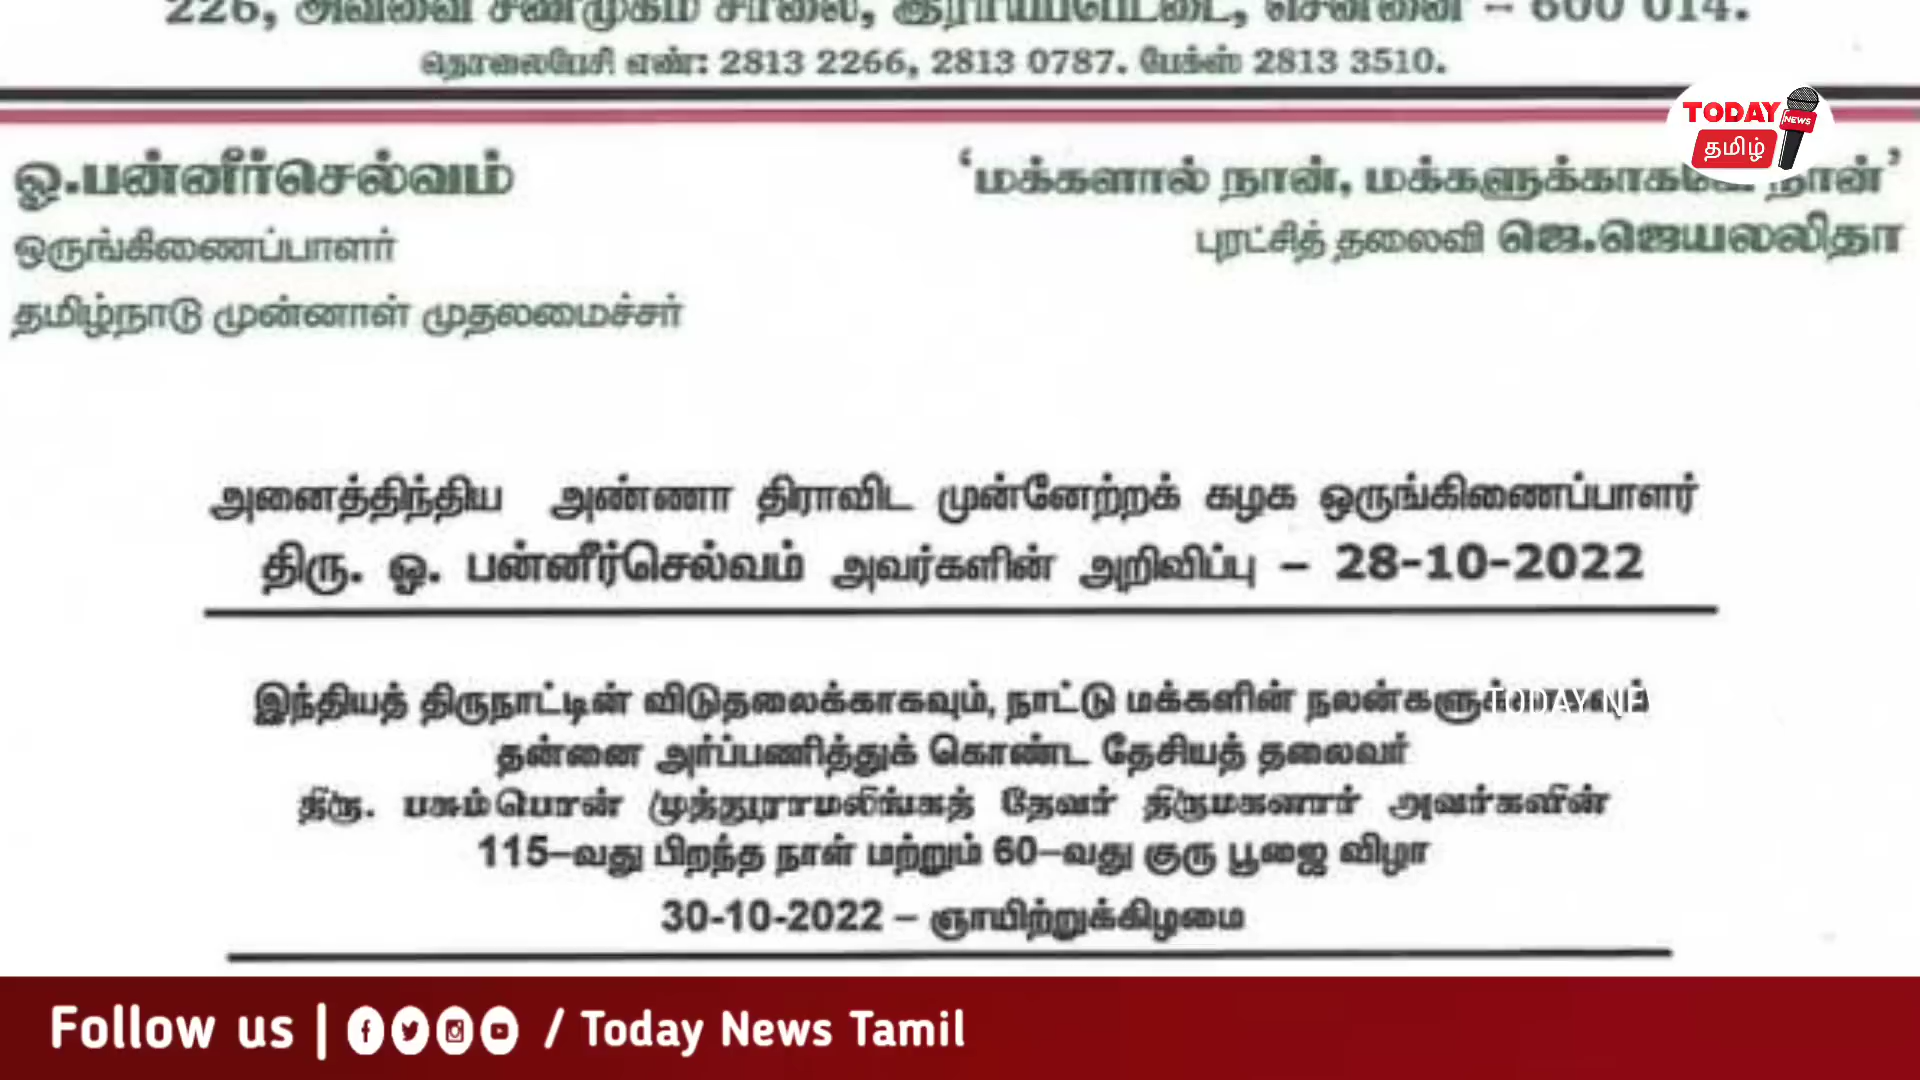 226, அவ்வை சண்முகம் சாலை, இராயப்பேட்டை, சென்னை – 600 014.
தொலைபேசி எண்: 2813 2266, 2813 0787. பேக்ஸ் 2813 3510.
TODAY NEWS
தமிழ்
ஓ.பன்னீர்செல்வம்
ஒருங்கிணைப்பாளர்
தமிழ்நாடு முன்னாள் முதலமைச்சர்
‘மக்களால் நான், மக்களுக்காகவே நான்’
புரட்சித் தலைவி ஜெ.ஜெயலலிதா
அனைத்திந்திய அண்ணா திராவிட முன்னேற்றக் கழக ஒருங்கிணைப்பாளர்
திரு. ஓ. பன்னீர்செல்வம் அவர்களின் அறிவிப்பு – 28-10-2022
இந்தியத் திருநாட்டின் விடுதலைக்காகவும், நாட்டு மக்களின்
TODAY NEW
தன்னை அர்ப்பணித்துக் கொண்ட தேசியத் தலைவர்
திரு. பசும்பொன் முத்துராமலிங்கத் தேவர் திருமகனார் அவர்களின்
115–வது பிறந்த நாள் மற்றும் 60–வது குரு பூஜை விழா
30-10-2022 – ஞாயிற்றுக்கிழமை
Follow us | / Today News Tamil